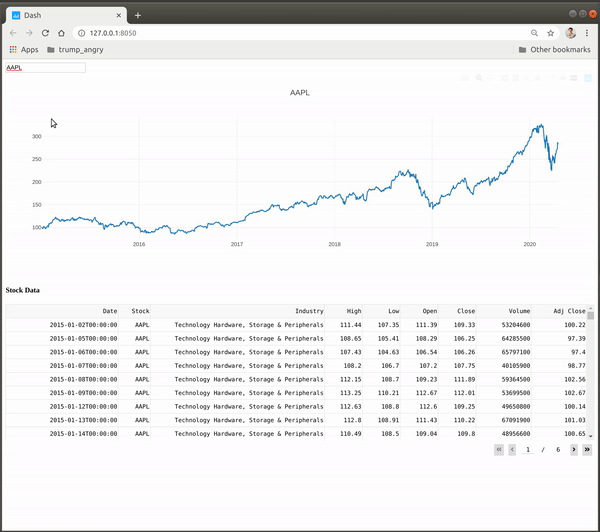 Dash
127.0.0.1:8050
Apps trump_angry Other bookmarks
AAPL
AAPL
300
250
200
150
100
2016 2017 2018 2019 2020
Stock Data
Date Stock Industry High Low Open Close Volume Adj Close
2015-01-02T00:00:00 AAPL Technology Hardware, Storage & Peripherals 111.44 107.35 111.39 109.33 53204600 100.22
2015-01-05T00:00:00 AAPL Technology Hardware, Storage & Peripherals 108.65 105.41 108.29 106.25 64285500 97.39
2015-01-06T00:00:00 AAPL Technology Hardware, Storage & Peripherals 107.43 104.63 106.54 106.26 65797100 97.4
2015-01-07T00:00:00 AAPL Technology Hardware, Storage & Peripherals 108.2 106.7 107.2 107.75 40105900 98.77
2015-01-08T00:00:00 AAPL Technology Hardware, Storage & Peripherals 112.15 108.7 109.23 111.89 59364500 102.56
2015-01-09T00:00:00 AAPL Technology Hardware, Storage & Peripherals 113.25 110.21 112.67 112.01 53699500 102.67
2015-01-12T00:00:00 AAPL Technology Hardware, Storage & Peripherals 112.63 108.8 112.6 109.25 49650800 100.14
2015-01-13T00:00:00 AAPL Technology Hardware, Storage & Peripherals 112.8 108.91 111.43 110.22 67091900 101.03
2015-01-14T00:00:00 AAPL Technology Hardware, Storage & Peripherals 110.49 108.5 109.04 109.8 48956600 100.65
1 / 6